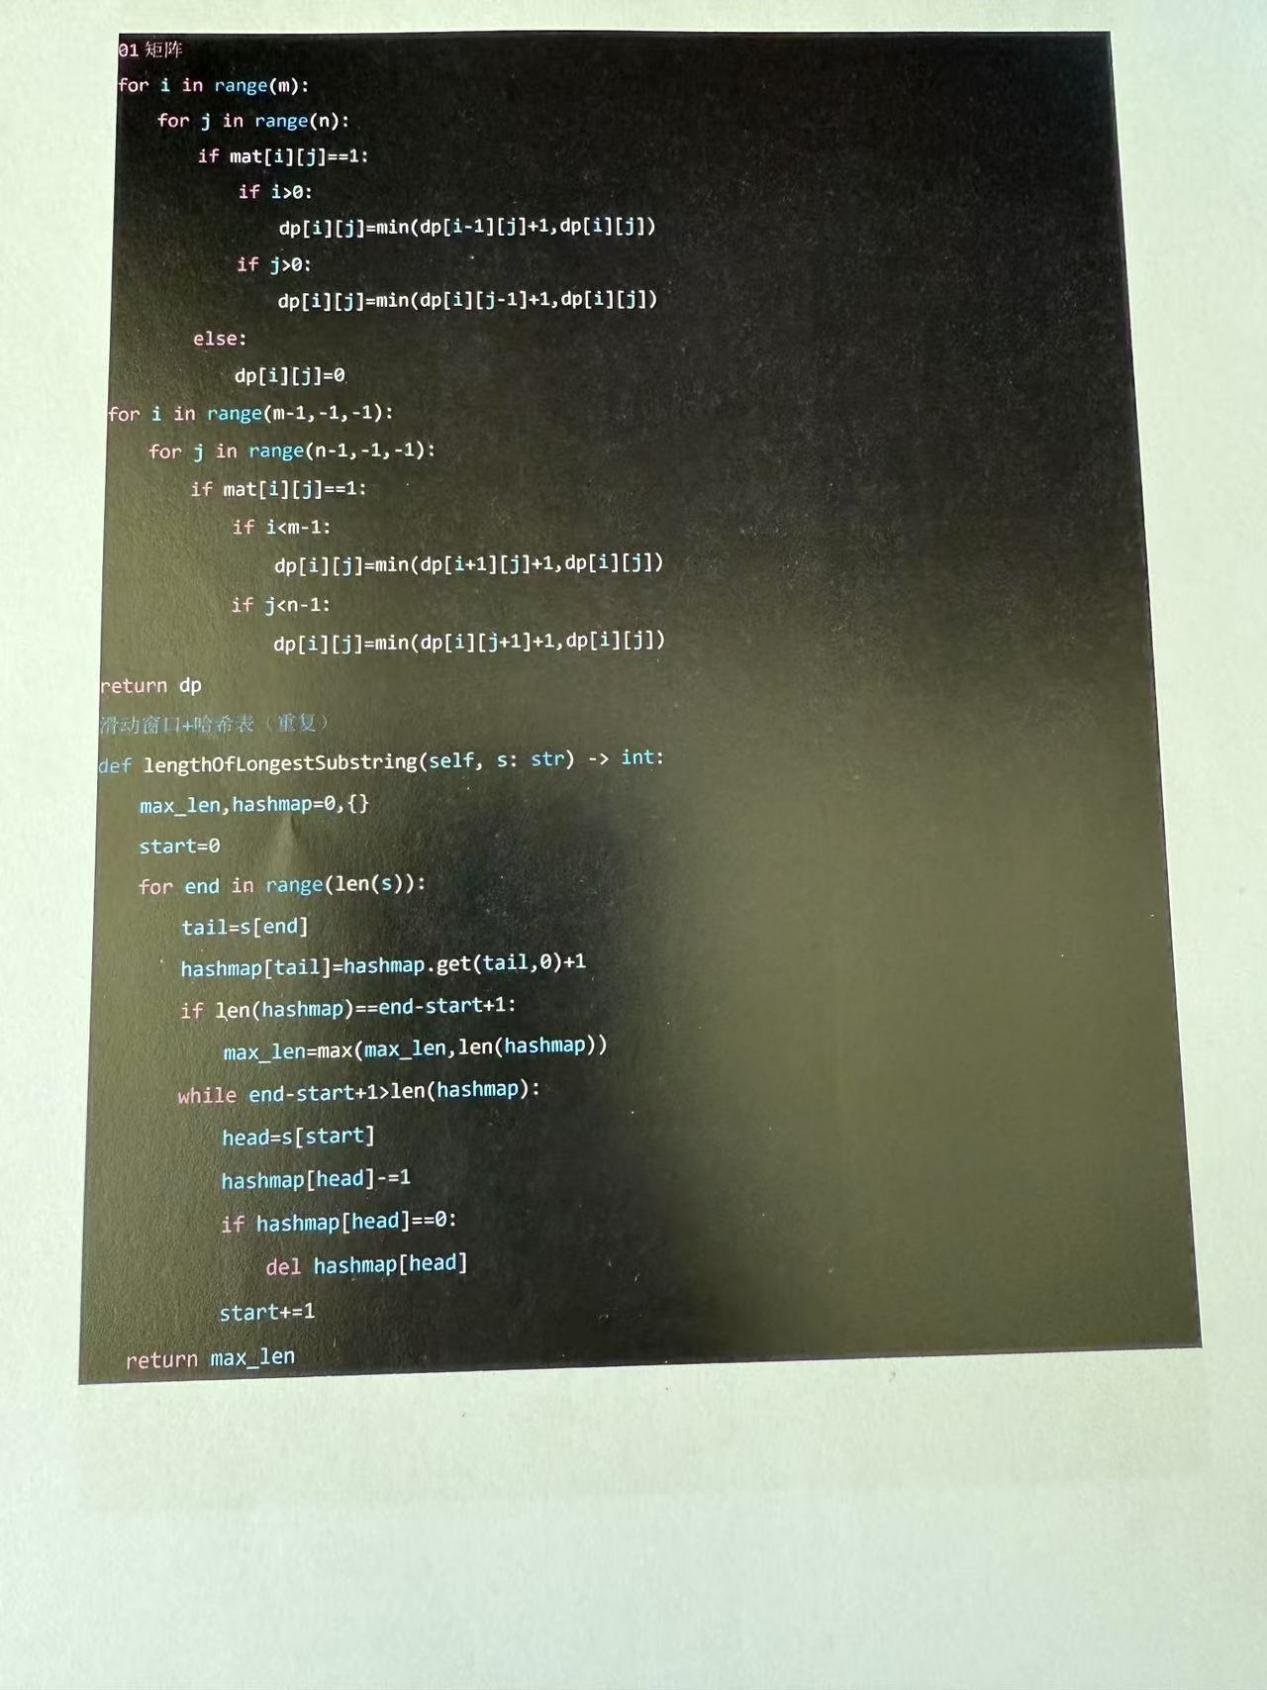 01 矩阵
for i in range(m):
    for j in range(n):
        if mat[i][j]==1:
            if i>0:
                dp[i][j]=min(dp[i-1][j]+1,dp[i][j])
            if j>0:
                dp[i][j]=min(dp[i][j-1]+1,dp[i][j])
        else:
            dp[i][j]=0
for i in range(m-1,-1,-1):
    for j in range(n-1,-1,-1):
        if mat[i][j]==1:
            if i<m-1:
                dp[i][j]=min(dp[i+1][j]+1,dp[i][j])
            if j<n-1:
                dp[i][j]=min(dp[i][j+1]+1,dp[i][j])
return dp
滑动窗口+哈希表（重复）
def lengthOfLongestSubstring(self, s: str) -> int:
    max_len,hashmap=0,{}
    start=0
    for end in range(len(s)):
        tail=s[end]
        hashmap[tail]=hashmap.get(tail,0)+1
        if len(hashmap)==end-start+1:
            max_len=max(max_len,len(hashmap))
        while end-start+1>len(hashmap):
            head=s[start]
            hashmap[head]-=1
            if hashmap[head]==0:
                del hashmap[head]
            start+=1
    return max_len